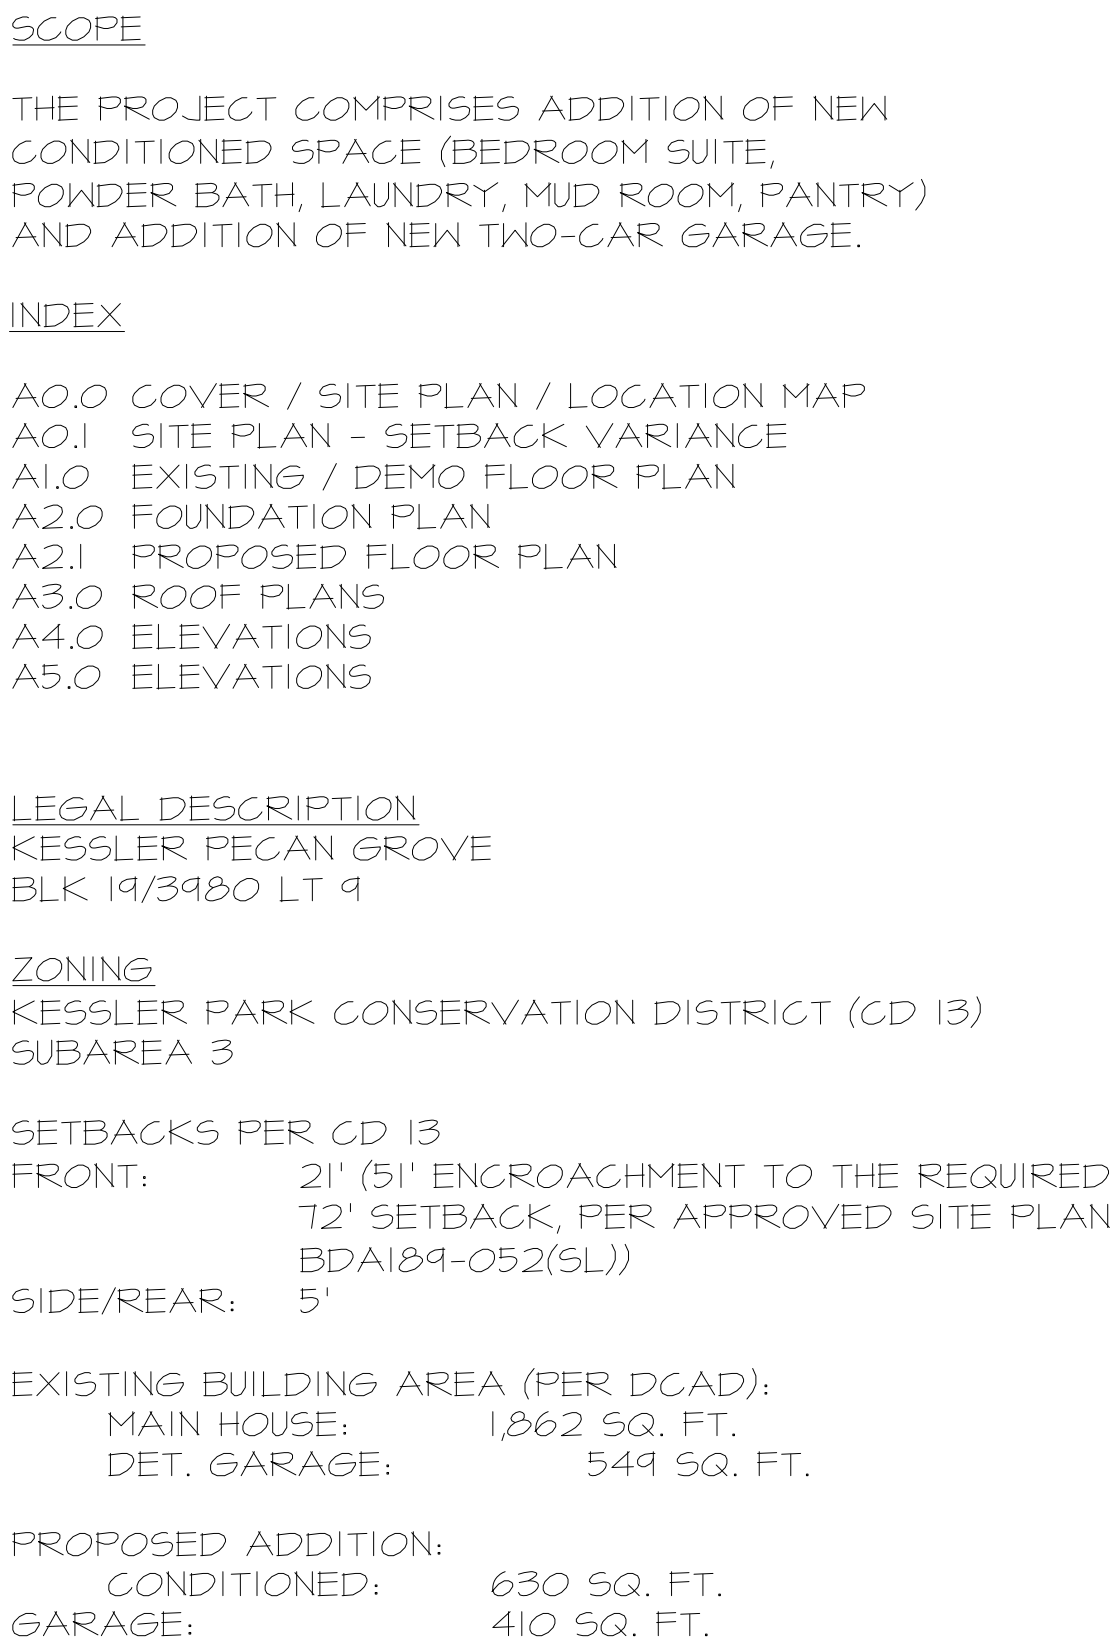 SCOPE
THE PROJECT COMPRISES ADDITION OF NEW
CONDITIONED SPACE (BEDROOM SUITE,
POWDER BATH, LAUNDRY, MUD ROOM, PANTRY)
AND ADDITION OF NEW TWO-CAR GARAGE.
INDEX
A0.0 COVER / SITE PLAN / LOCATION MAP
A0.1 SITE PLAN - SETBACK VARIANCE
A1.0 EXISTING / DEMO FLOOR PLAN
A2.0 FOUNDATION PLAN
A2.1 PROPOSED FLOOR PLAN
A3.0 ROOF PLANS
A4.0 ELEVATIONS
A5.0 ELEVATIONS
LEGAL DESCRIPTION
KESSLER PECAN GROVE
BLK 19/3980 LT 9
ZONING
KESSLER PARK CONSERVATION DISTRICT (CD 13)
SUBAREA 3
SETBACKS PER CD 13
FRONT: 21' (51' ENCROACHMENT TO THE REQUIRED
72' SETBACK, PER APPROVED SITE PLAN
BDA189-052(SL))
SIDE/REAR: 5'
EXISTING BUILDING AREA (PER DCAD):
MAIN HOUSE: 1,862 SQ. FT.
DET. GARAGE: 549 SQ. FT.
PROPOSED ADDITION:
CONDITIONED: 630 SQ. FT.
GARAGE: 410 SQ. FT.